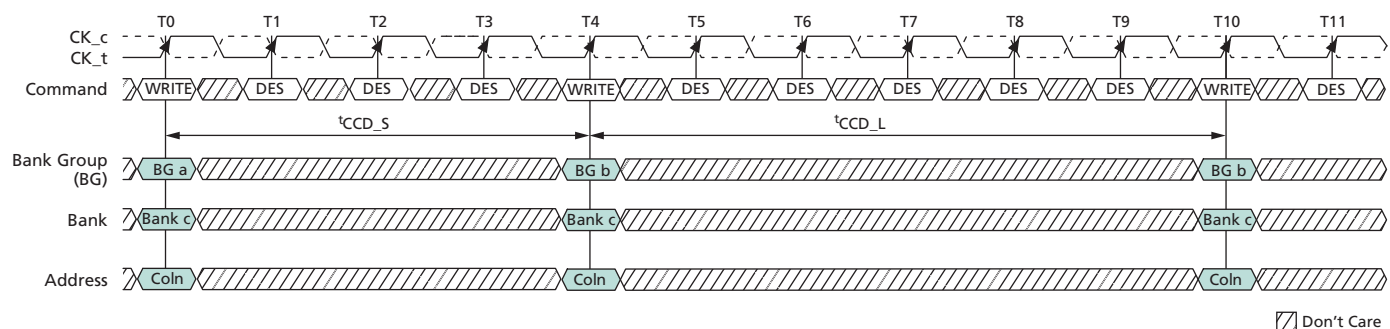 T0 T1 T2 T3 T4 T5 T6 T7 T8 T9 T10 T11
CK_c
CK_t
Command WRITE DES DES DES WRITE DES DES DES DES DES WRITE DES
tCCD_S tCCD_L
Bank Group
(BG) BG a BG b BG b
Bank Bank c Bank c Bank c
Address Coln Coln Coln
Don't Care